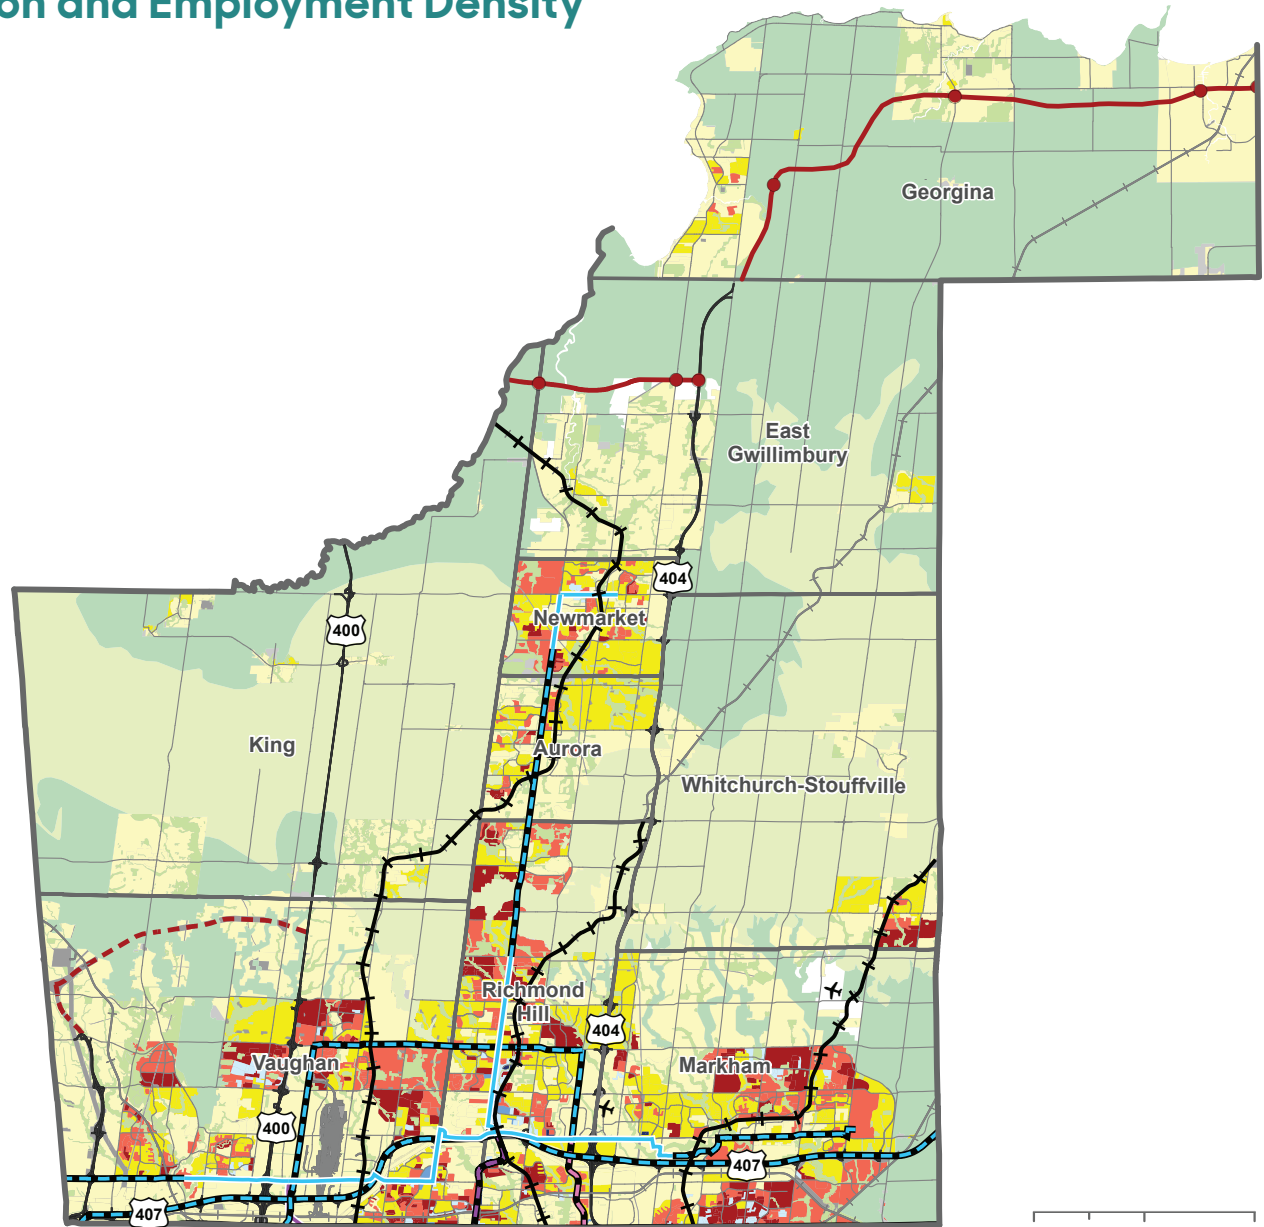 on and Employment Density
Georgina
East
Gwillimbury
404
400
Newmarket
King
Aurora
Whitchurch-Stouffville
Richmond
Hill
404
Vaughan
Markham
400
407
407